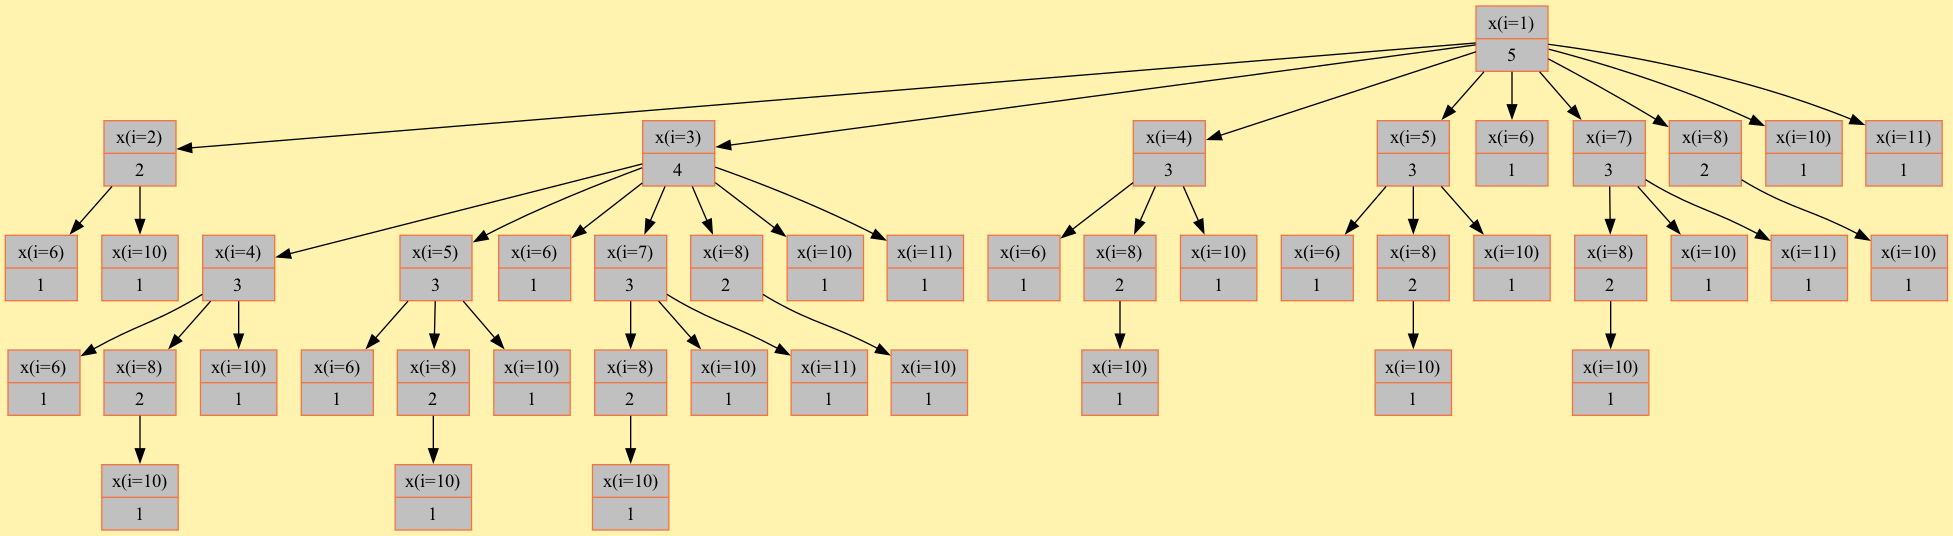 x(i=1)
5
x(i=2)
2
x(i=3)
4
x(i=4)
3
x(i=5)
3
x(i=6)
1
x(i=7)
3
x(i=8)
2
x(i=10)
1
x(i=11)
1
x(i=6)
1
x(i=10)
1
x(i=4)
3
x(i=5)
3
x(i=6)
1
x(i=7)
3
x(i=8)
2
x(i=10)
1
x(i=11)
1
x(i=6)
1
x(i=8)
2
x(i=10)
1
x(i=6)
1
x(i=8)
2
x(i=10)
1
x(i=8)
2
x(i=10)
1
x(i=11)
1
x(i=10)
1
x(i=6)
1
x(i=8)
2
x(i=10)
1
x(i=6)
1
x(i=8)
2
x(i=10)
1
x(i=8)
2
x(i=10)
1
x(i=11)
1
x(i=10)
1
x(i=10)
1
x(i=10)
1
x(i=10)
1
x(i=10)
1
x(i=10)
1
x(i=10)
1